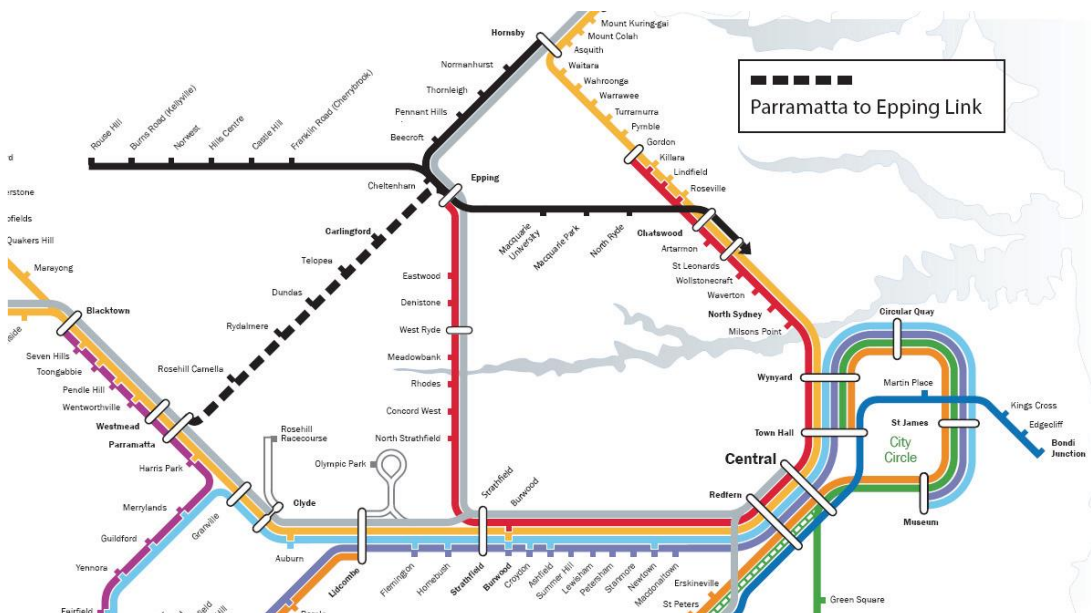 Mount Kuring-gai
Mount Colah
Asquith
Hornsby
Waitara
Normanhurst
Wahroonga
Warrawee
Thornleigh
Turramurra
Pymble
Pennant Hills
Gordon
Beecroft
Killara
Lindfield
Roseville
Parramatta to Epping Link
Rouse Hill
Burns Road (Kellyville)
Norwest
Hills Centre
Castle Hill
Franklin Road (Cherrybrook)
Cheltenham
Epping
Macquarie
University
Macquarie Park
North Ryde
Chatswood
Artarmon
St Leonards
Wollstonecraft
Waverton
North Sydney
Milsons Point
Carlingford
Telopea
Dundas
Rydalmere
Rosehill Camelia
Eastwood
Denistone
West Ryde
Meadowbank
Rhodes
Concord West
North Strathfield
erstone
ofields
Quakers Hill
Marayong
Blacktown
Seven Hills
Toongabbie
Pendle Hill
Wentworthville
Westmead
Parramatta
Harris Park
Merrylands
Guildford
Yennora
Fairfield
Granville
Clyde
Rosehill
Racecourse
Olympic Park
Auburn
Lidcombe
Flemington
Homebush
Strathfield
Strathfield
Burwood
Burwood
Croydon
Ashfield
Summer Hill
Lewisham
Petersham
Stanmore
Newtown
Macdonaldtown
Erskineville
St Peters
Redfern
Central
Town Hall
Wynyard
Circular Quay
Martin Place
St James
City
Circle
Museum
Kings Cross
Edgecliff
Bondi
Junction
Green Square